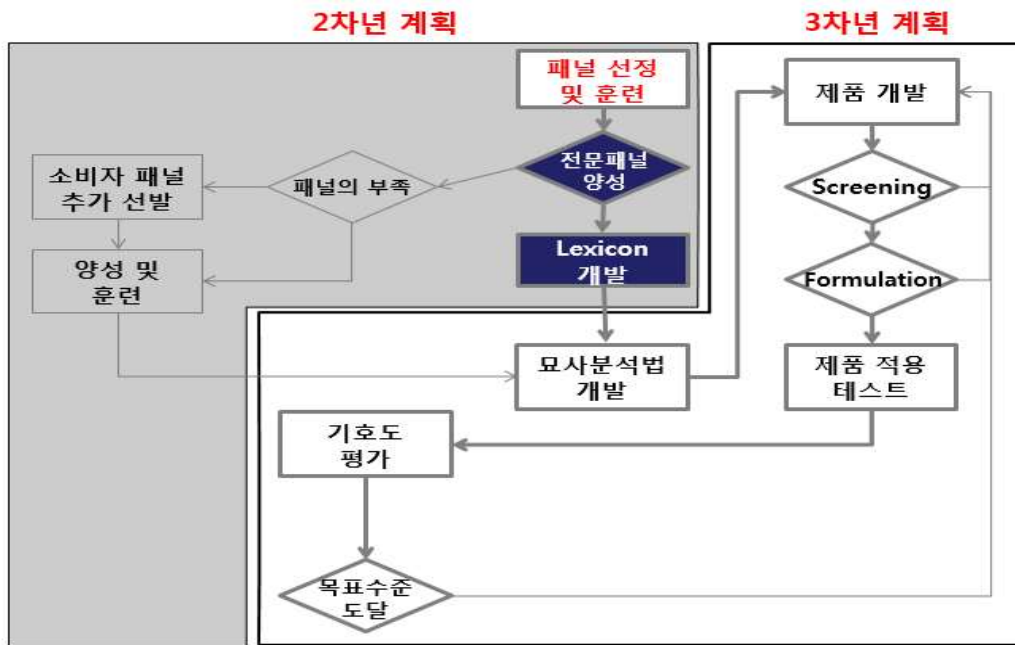 2차년 계획
3차년 계획
패널 선정
및 훈련
전문패널
양성
패널의 부족
소비자 패널
추가 선발
양성 및
훈련
Lexicon
개발
묘사분석법
개발
제품 개발
Screening
Formulation
제품 적용
테스트
기호도
평가
목표수준
도달